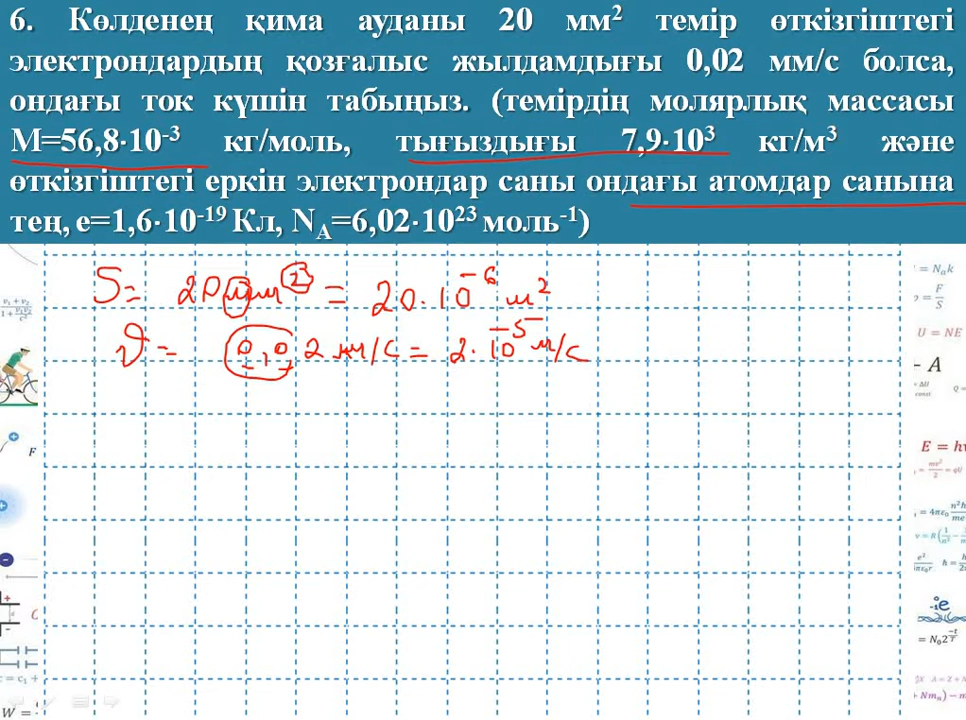 6. Көлденең қима ауданы 20 мм² темір өткізгіштегі
электрондардың қозғалыс жылдамдығы 0,02 мм/с болса,
ондағы ток күшін табыңыз. (темірдің молярлық массасы
М=56,8·10⁻³ кг/моль, тығыздығы 7,9·10³ кг/м³ және
өткізгіштегі еркін электрондар саны ондағы атомдар санына
тең, е=1,6·10⁻¹⁹ Кл, N_A=6,02·10²³ моль⁻¹)
S= 20 мм² = 20·10⁻⁶ м²
ϑ= 0,02 мм/с = 2·10⁻⁵ м/с
= Nₐk
F
S
U = NE
− A
F
E = hν
W =